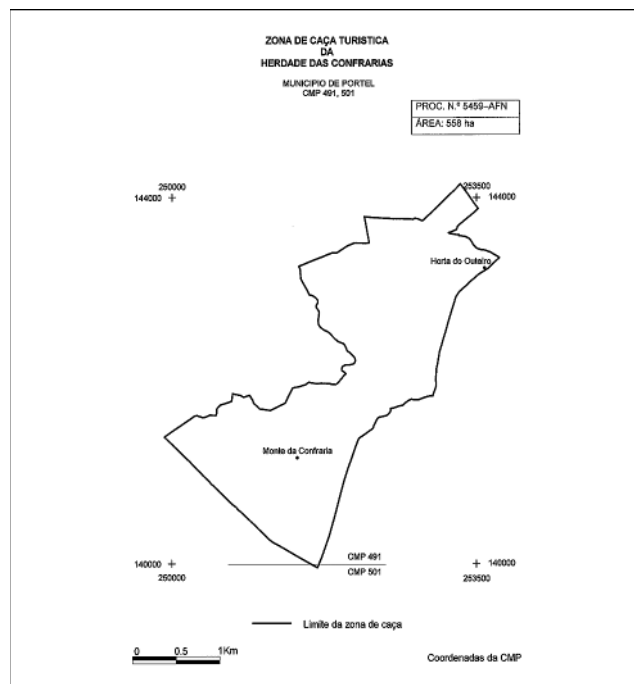 ZONA DE CAÇA TURISTICA
DA
HERDADE DAS CONFRARIAS
MUNICIPIO DE PORTEL
CMP 491, 501
PROC. N.º 5459-AFN
ÁREA: 558 ha
250000
144000
253500
144000
Horta do Outeiro
Monte da Confraria
CMP 491
140000
140000
CMP 501
250000
253500
Limite da zona de caça
0 0.5 1Km
Coordenadas da CMP